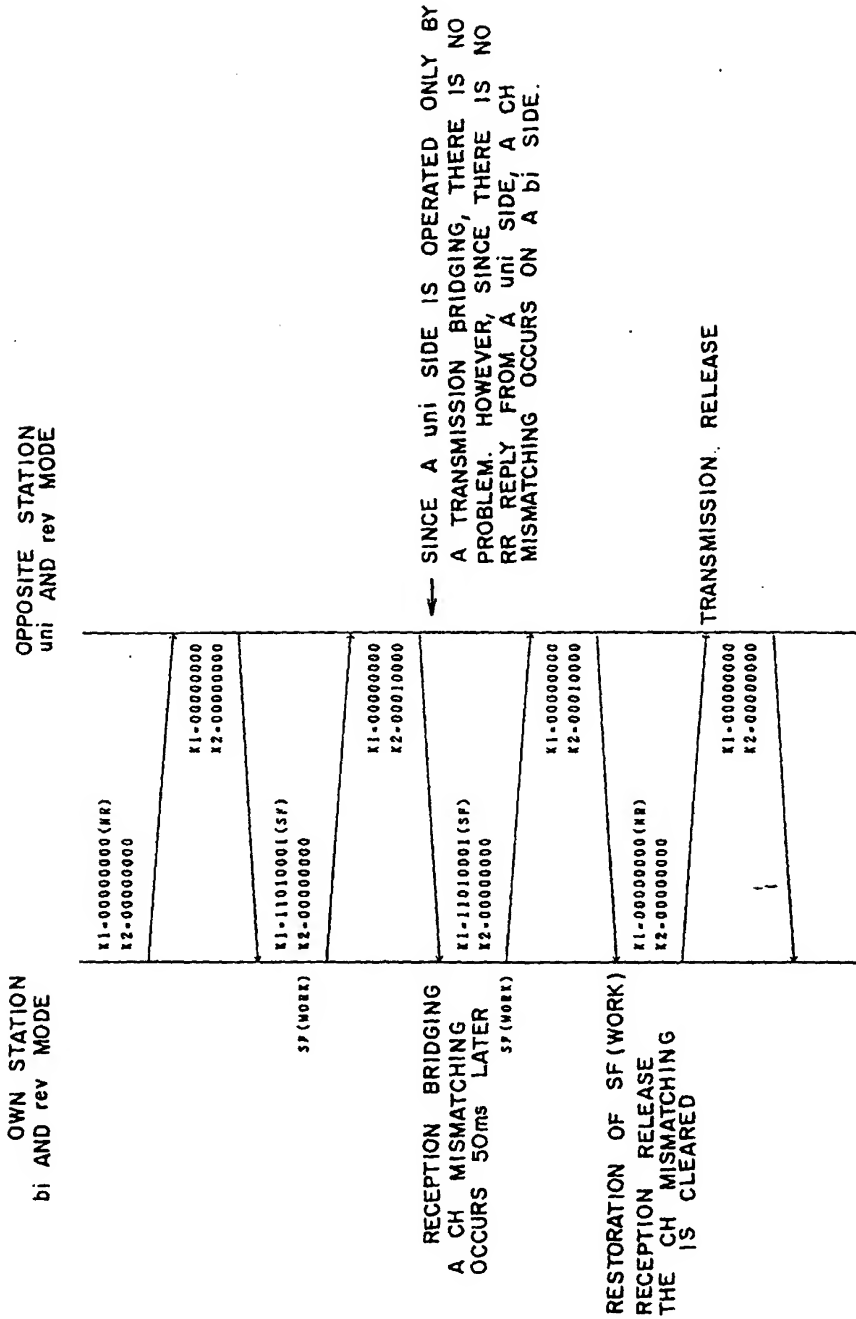 OWN STATION
bi AND rev MODE
OPPOSITE STATION
uni AND rev MODE
K1=00000000(NR)
K2=00000000
K1=00000000
K2=00000000
K1=11010001(SF)
K2=00000000
SF(WORK)
K1=00000000
K2=00010000
← SINCE A uni SIDE IS OPERATED ONLY BY
A TRANSMISSION BRIDGING, THERE IS NO
PROBLEM. HOWEVER, SINCE THERE IS NO
RR REPLY FROM A uni SIDE, A CH
MISMATCHING OCCURS ON A bi SIDE.
RECEPTION BRIDGING
A CH MISMATCHING
OCCURS 50ms LATER
K1=11010001(SF)
K2=00000000
SF(WORK)
K1=00000000
K2=00010000
RESTORATION OF SF(WORK)
RECEPTION RELEASE
THE CH MISMATCHING
IS CLEARED
K1=00000000(NR)
K2=00000000
TRANSMISSION RELEASE
K1=00000000
K2=00000000